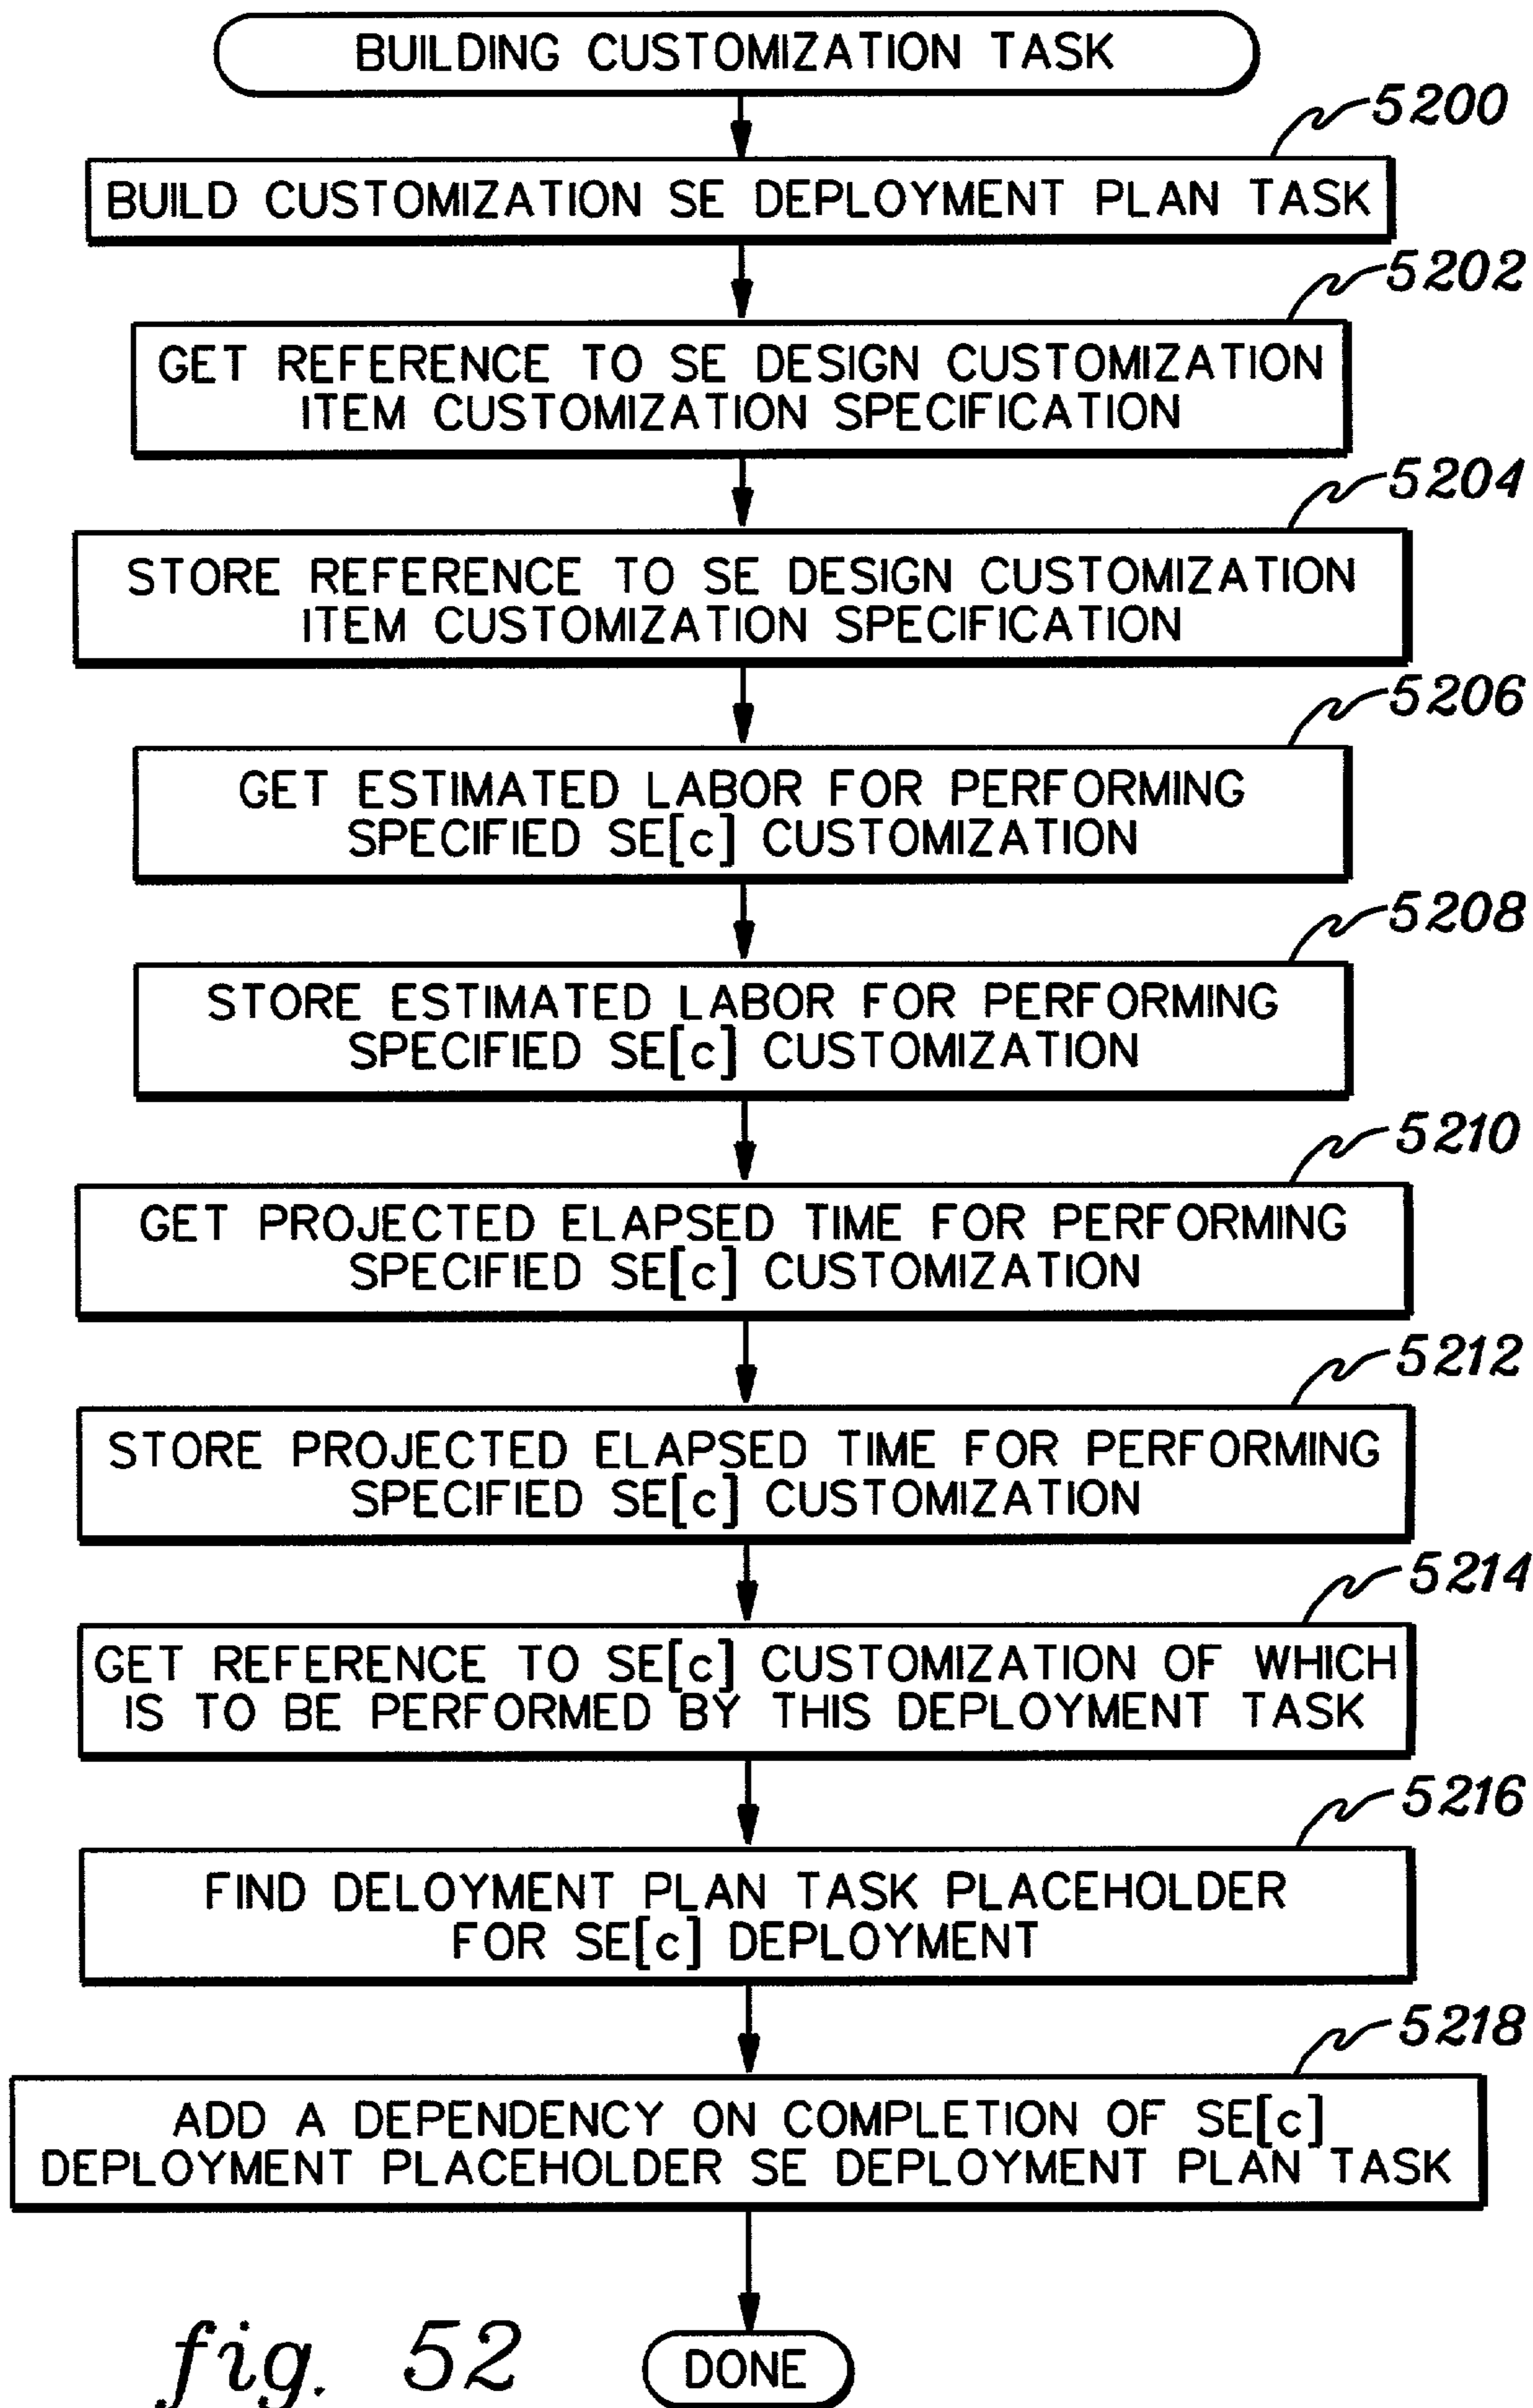 BUILDING CUSTOMIZATION TASK
5200
BUILD CUSTOMIZATION SE DEPLOYMENT PLAN TASK
5202
GET REFERENCE TO SE DESIGN CUSTOMIZATION
ITEM CUSTOMIZATION SPECIFICATION
5204
STORE REFERENCE TO SE DESIGN CUSTOMIZATION
ITEM CUSTOMIZATION SPECIFICATION
5206
GET ESTIMATED LABOR FOR PERFORMING
SPECIFIED SE[c] CUSTOMIZATION
5208
STORE ESTIMATED LABOR FOR PERFORMING
SPECIFIED SE[c] CUSTOMIZATION
5210
GET PROJECTED ELAPSED TIME FOR PERFORMING
SPECIFIED SE[c] CUSTOMIZATION
5212
STORE PROJECTED ELAPSED TIME FOR PERFORMING
SPECIFIED SE[c] CUSTOMIZATION
5214
GET REFERENCE TO SE[c] CUSTOMIZATION OF WHICH
IS TO BE PERFORMED BY THIS DEPLOYMENT TASK
5216
FIND DELOYMENT PLAN TASK PLACEHOLDER
FOR SE[c] DEPLOYMENT
5218
ADD A DEPENDENCY ON COMPLETION OF SE[c]
DEPLOYMENT PLACEHOLDER SE DEPLOYMENT PLAN TASK
DONE
fig. 52